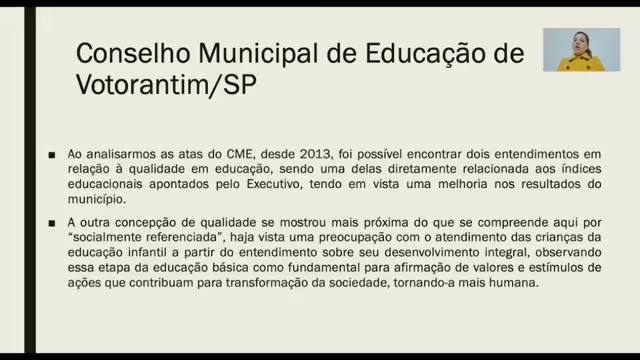 Conselho Municipal de Educação de
Votorantim/SP
▪ Ao analisarmos as atas do CME, desde 2013, foi possível encontrar dois entendimentos em
relação à qualidade em educação, sendo uma delas diretamente relacionada aos índices
educacionais apontados pelo Executivo, tendo em vista uma melhoria nos resultados do
município.
▪ A outra concepção de qualidade se mostrou mais próxima do que se compreende aqui por
“socialmente referenciada”, haja vista uma preocupação com o atendimento das crianças da
educação infantil a partir do entendimento sobre seu desenvolvimento integral, observando
essa etapa da educação básica como fundamental para afirmação de valores e estímulos de
ações que contribuam para transformação da sociedade, tornando-a mais humana.